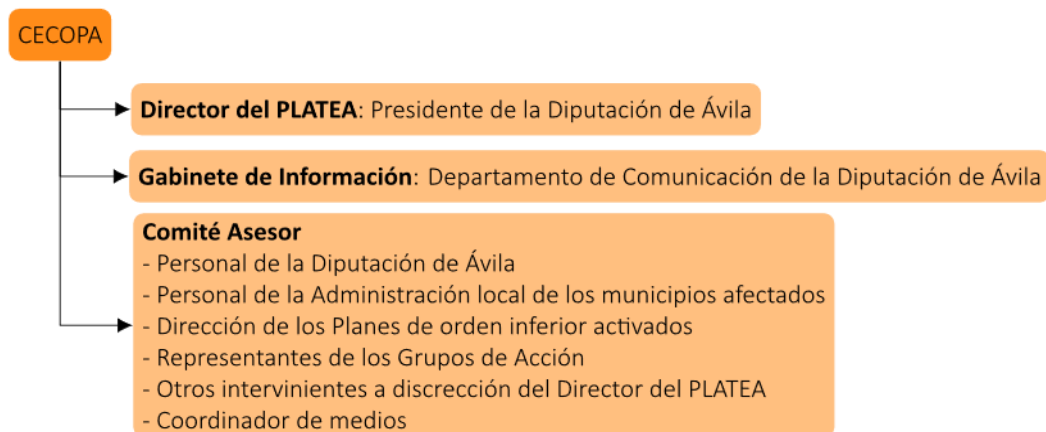 CECOPA
Director del PLATEA: Presidente de la Diputación de Ávila
Gabinete de Información: Departamento de Comunicación de la Diputación de Ávila
Comité Asesor
- Personal de la Diputación de Ávila
- Personal de la Administración local de los municipios afectados
- Dirección de los Planes de orden inferior activados
- Representantes de los Grupos de Acción
- Otros intervinientes a discrección del Director del PLATEA
- Coordinador de medios